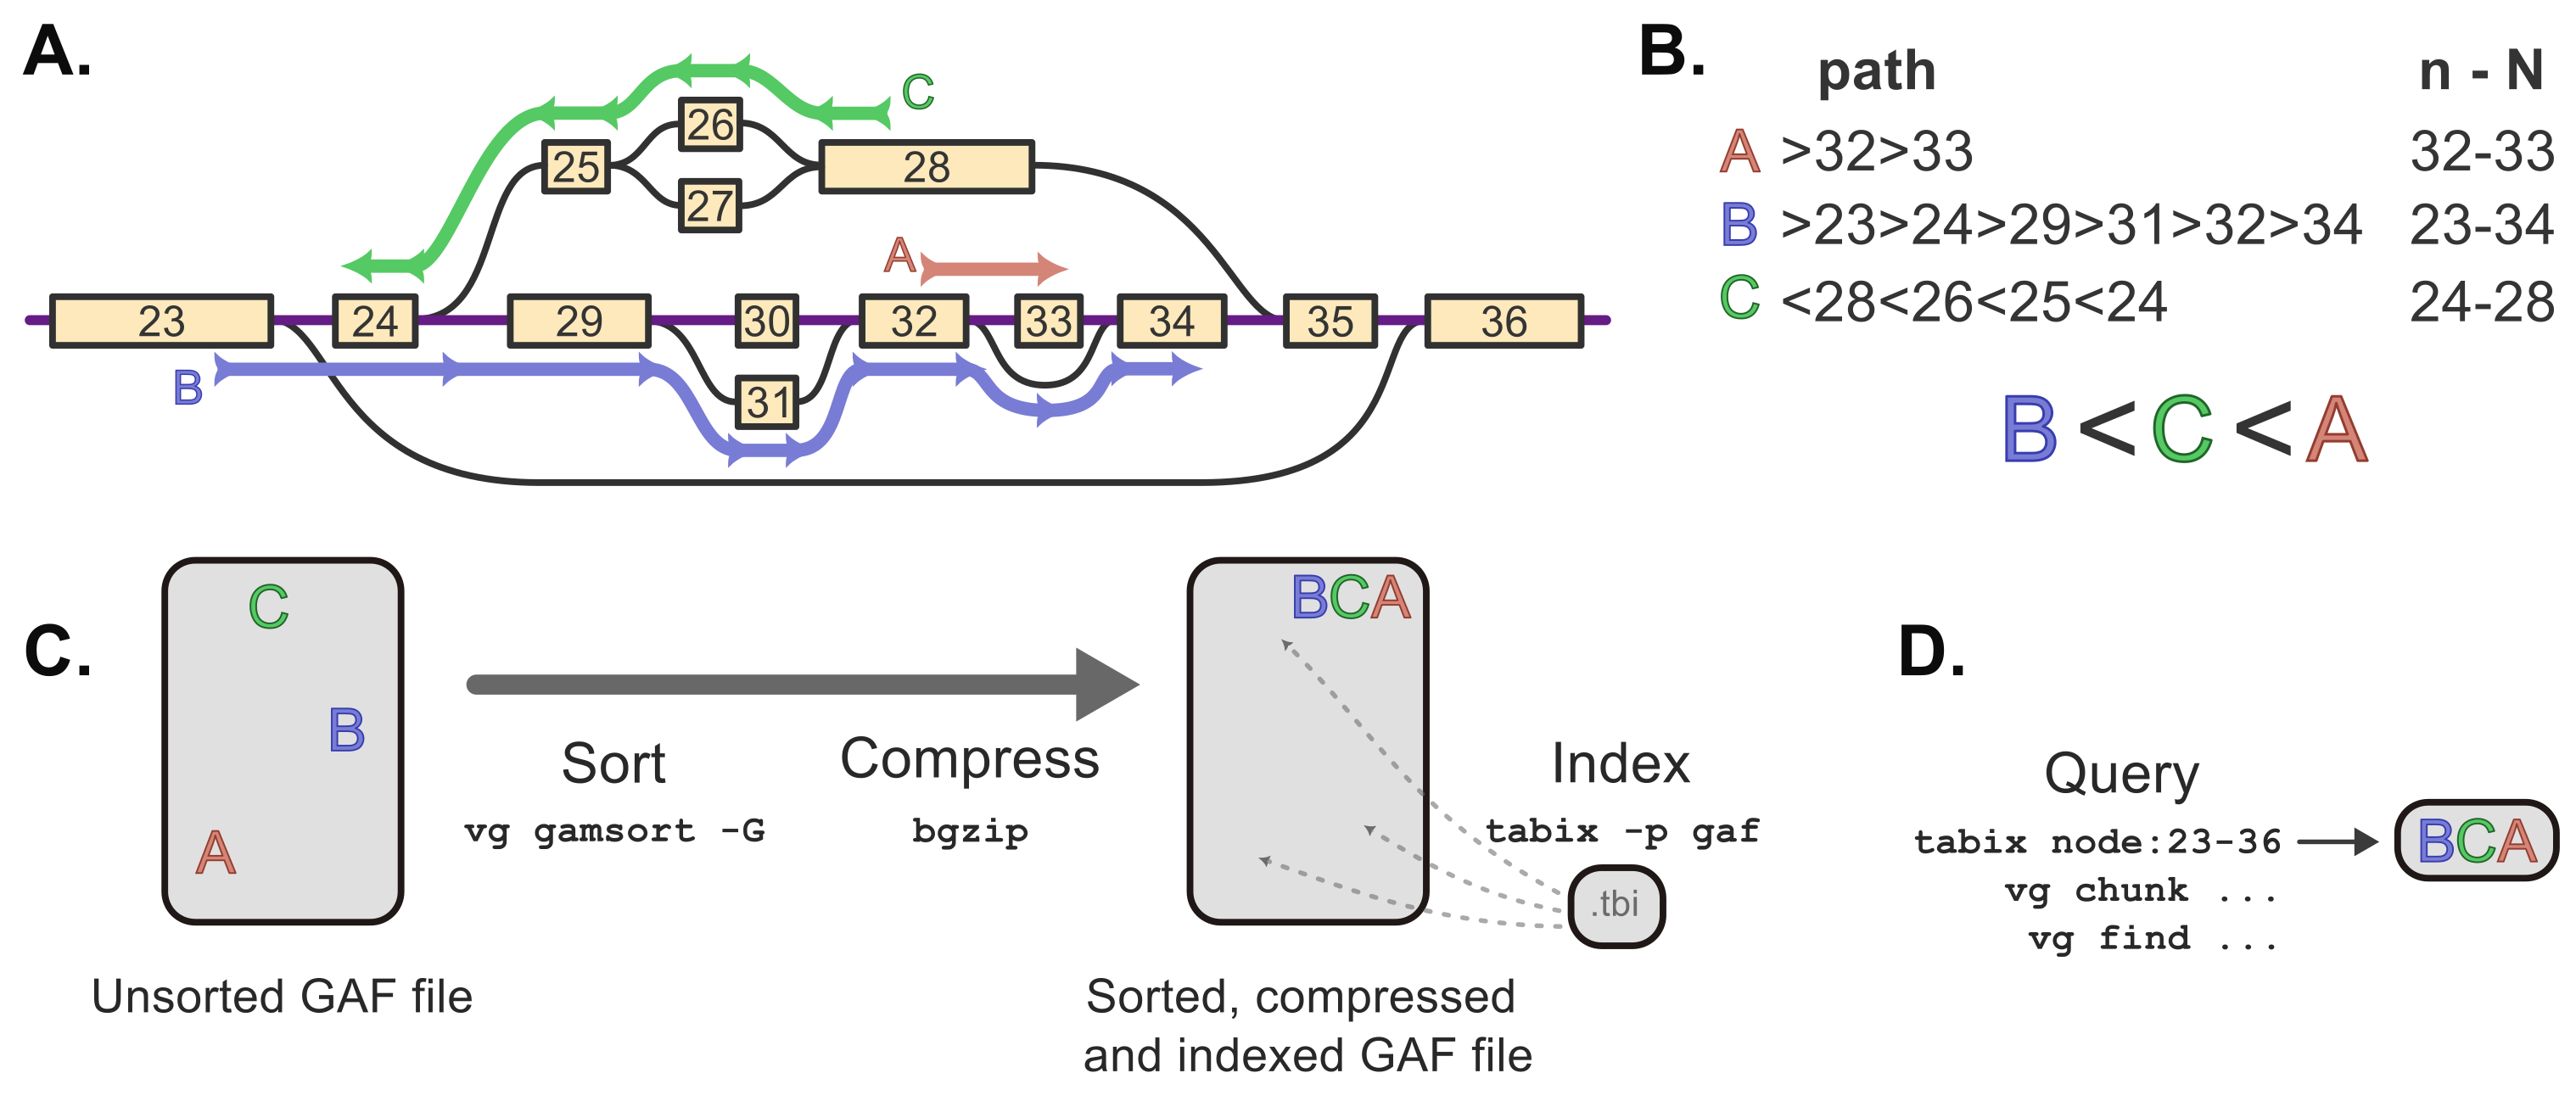 A.
C
26
25
28
27
A
23
24
29
30
32
33
34
35
36
B
31
B.
path
n - N
A >32>33 32-33
B >23>24>29>31>32>34 23-34
C <28<26<25<24 24-28
B<C<A
C.
C
B
A
Unsorted GAF file
Sort
vg gamsort -G
Compress
bgzip
BCA
Index
tabix -p gaf
.tbi
Sorted, compressed
and indexed GAF file
D.
Query
tabix node:23-36
vg chunk ...
vg find ...
BCA